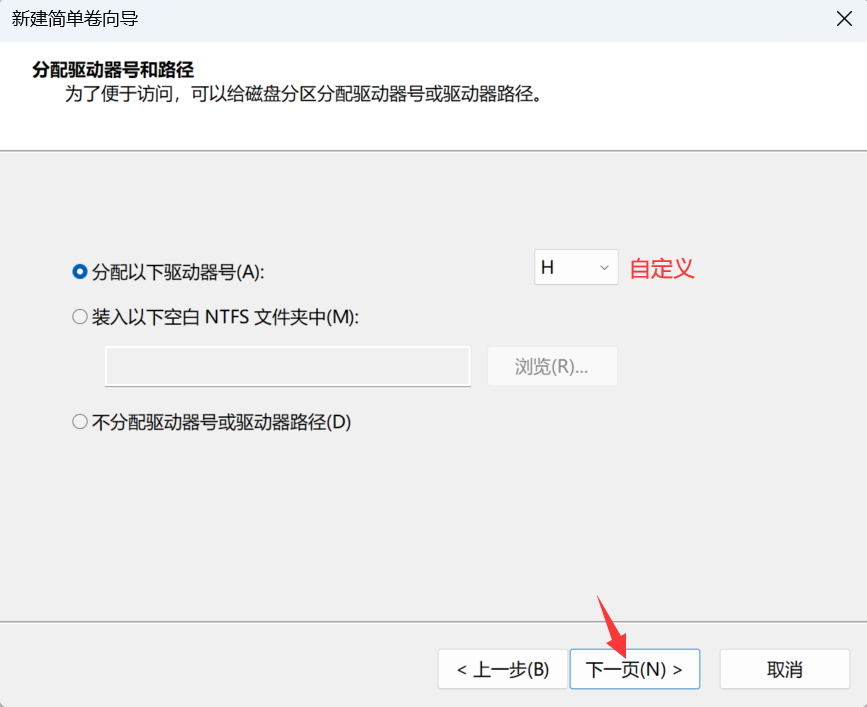 新建简单卷向导
分配驱动器号和路径
为了便于访问，可以给磁盘分区分配驱动器号或驱动器路径。
分配以下驱动器号(A): H 自定义
装入以下空白 NTFS 文件夹中(M):
浏览(R)...
不分配驱动器号或驱动器路径(D)
< 上一步(B) 下一页(N) > 取消